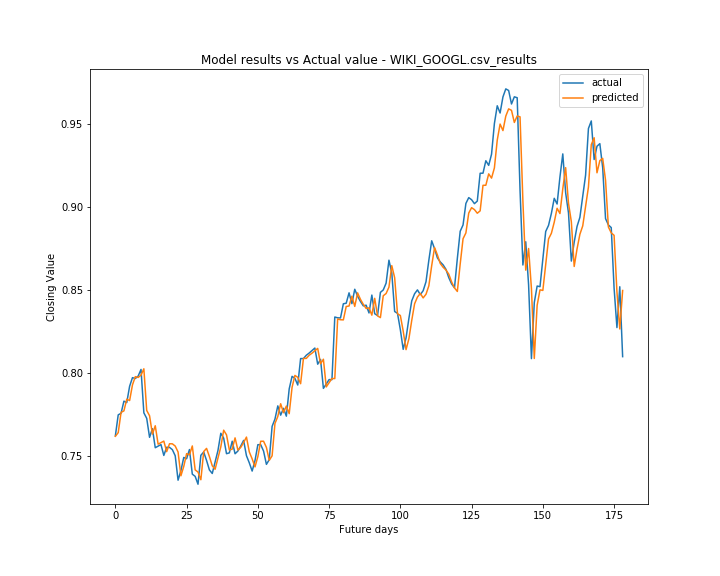 Model results vs Actual value - WIKI_GOOGL.csv_results
actual
predicted
Closing Value
0.95
0.90
0.85
0.80
0.75
0 25 50 75 100 125 150 175
Future days